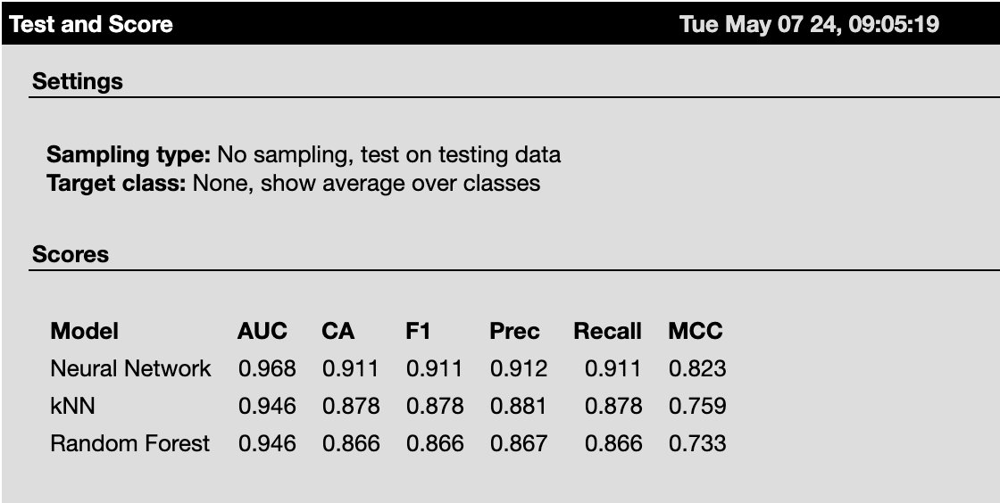 Test and Score Tue May 07 24, 09:05:19
Settings
Sampling type: No sampling, test on testing data
Target class: None, show average over classes
Scores
Model AUC CA F1 Prec Recall MCC
Neural Network 0.968 0.911 0.911 0.912 0.911 0.823
kNN 0.946 0.878 0.878 0.881 0.878 0.759
Random Forest 0.946 0.866 0.866 0.867 0.866 0.733